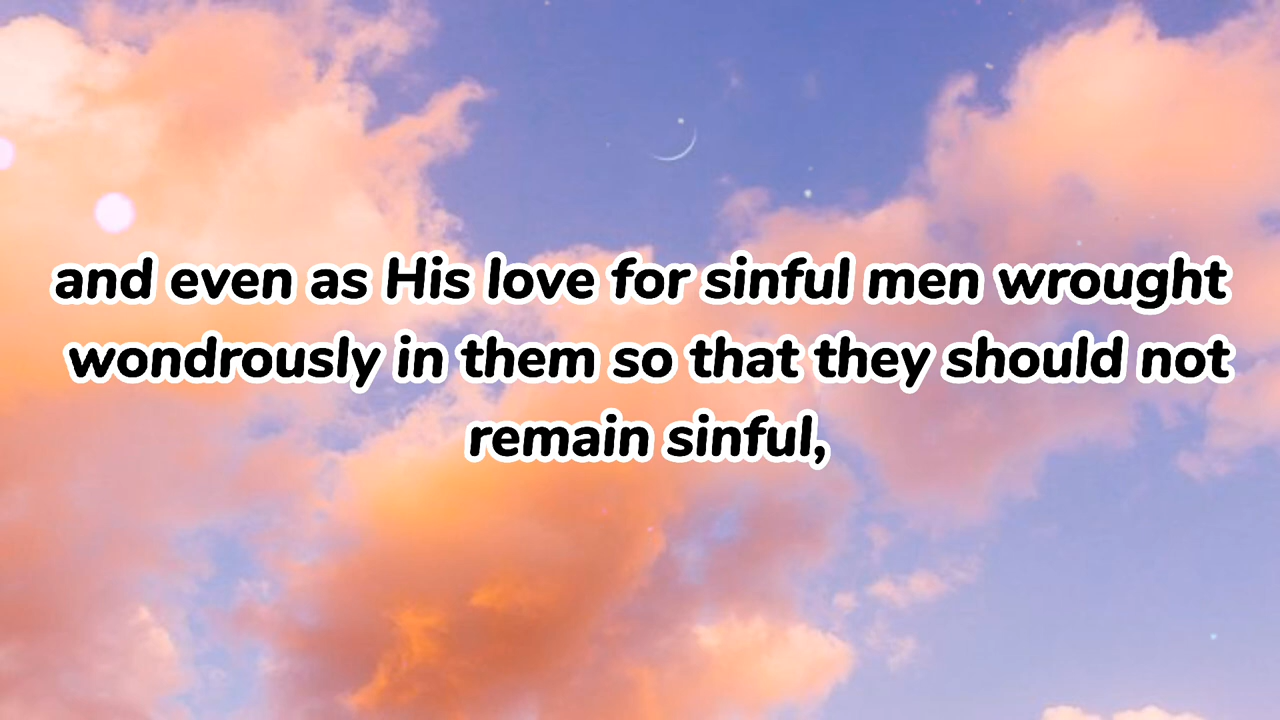 and even as His love for sinful men wrought
wondrously in them so that they should not
remain sinful,